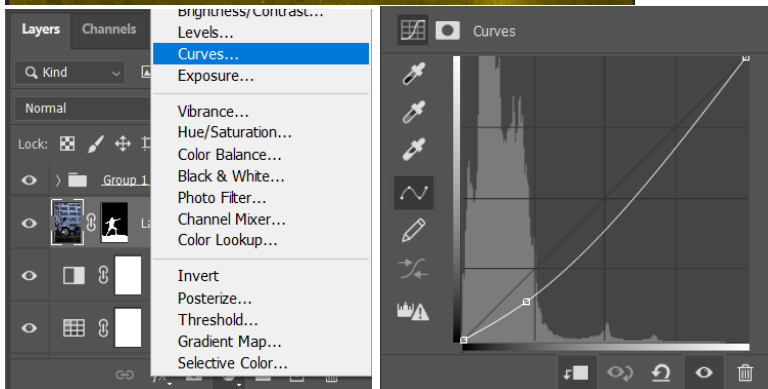 Layers Channels
Kind
Normal
Lock:
Group 1
Brightness/Contrast...
Levels...
Curves...
Exposure...
Vibrance...
Hue/Saturation...
Color Balance...
Black & White...
Photo Filter...
Channel Mixer...
Color Lookup...
Invert
Posterize...
Threshold...
Gradient Map...
Selective Color...
Curves